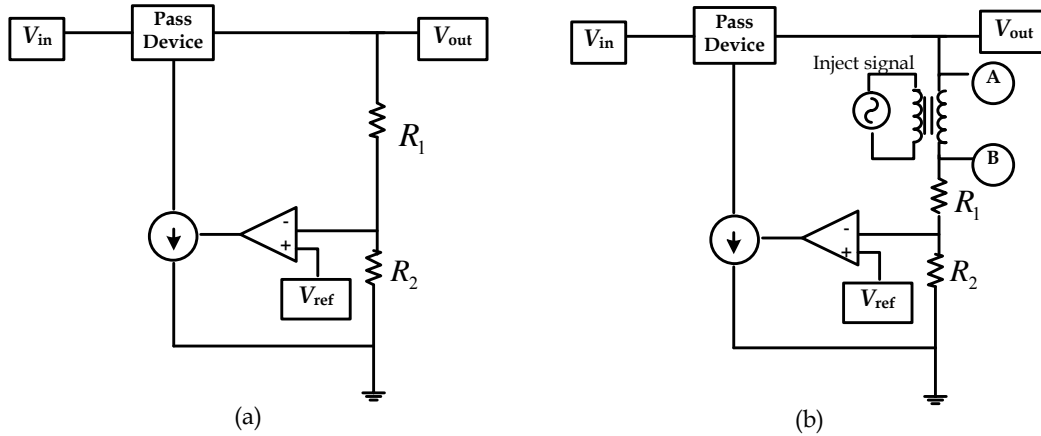 Vin
Pass
Device
Vout
R1
-
+
R2
Vref
(a)
Vin
Pass
Device
Vout
Inject signal
A
B
R1
-
+
R2
Vref
(b)